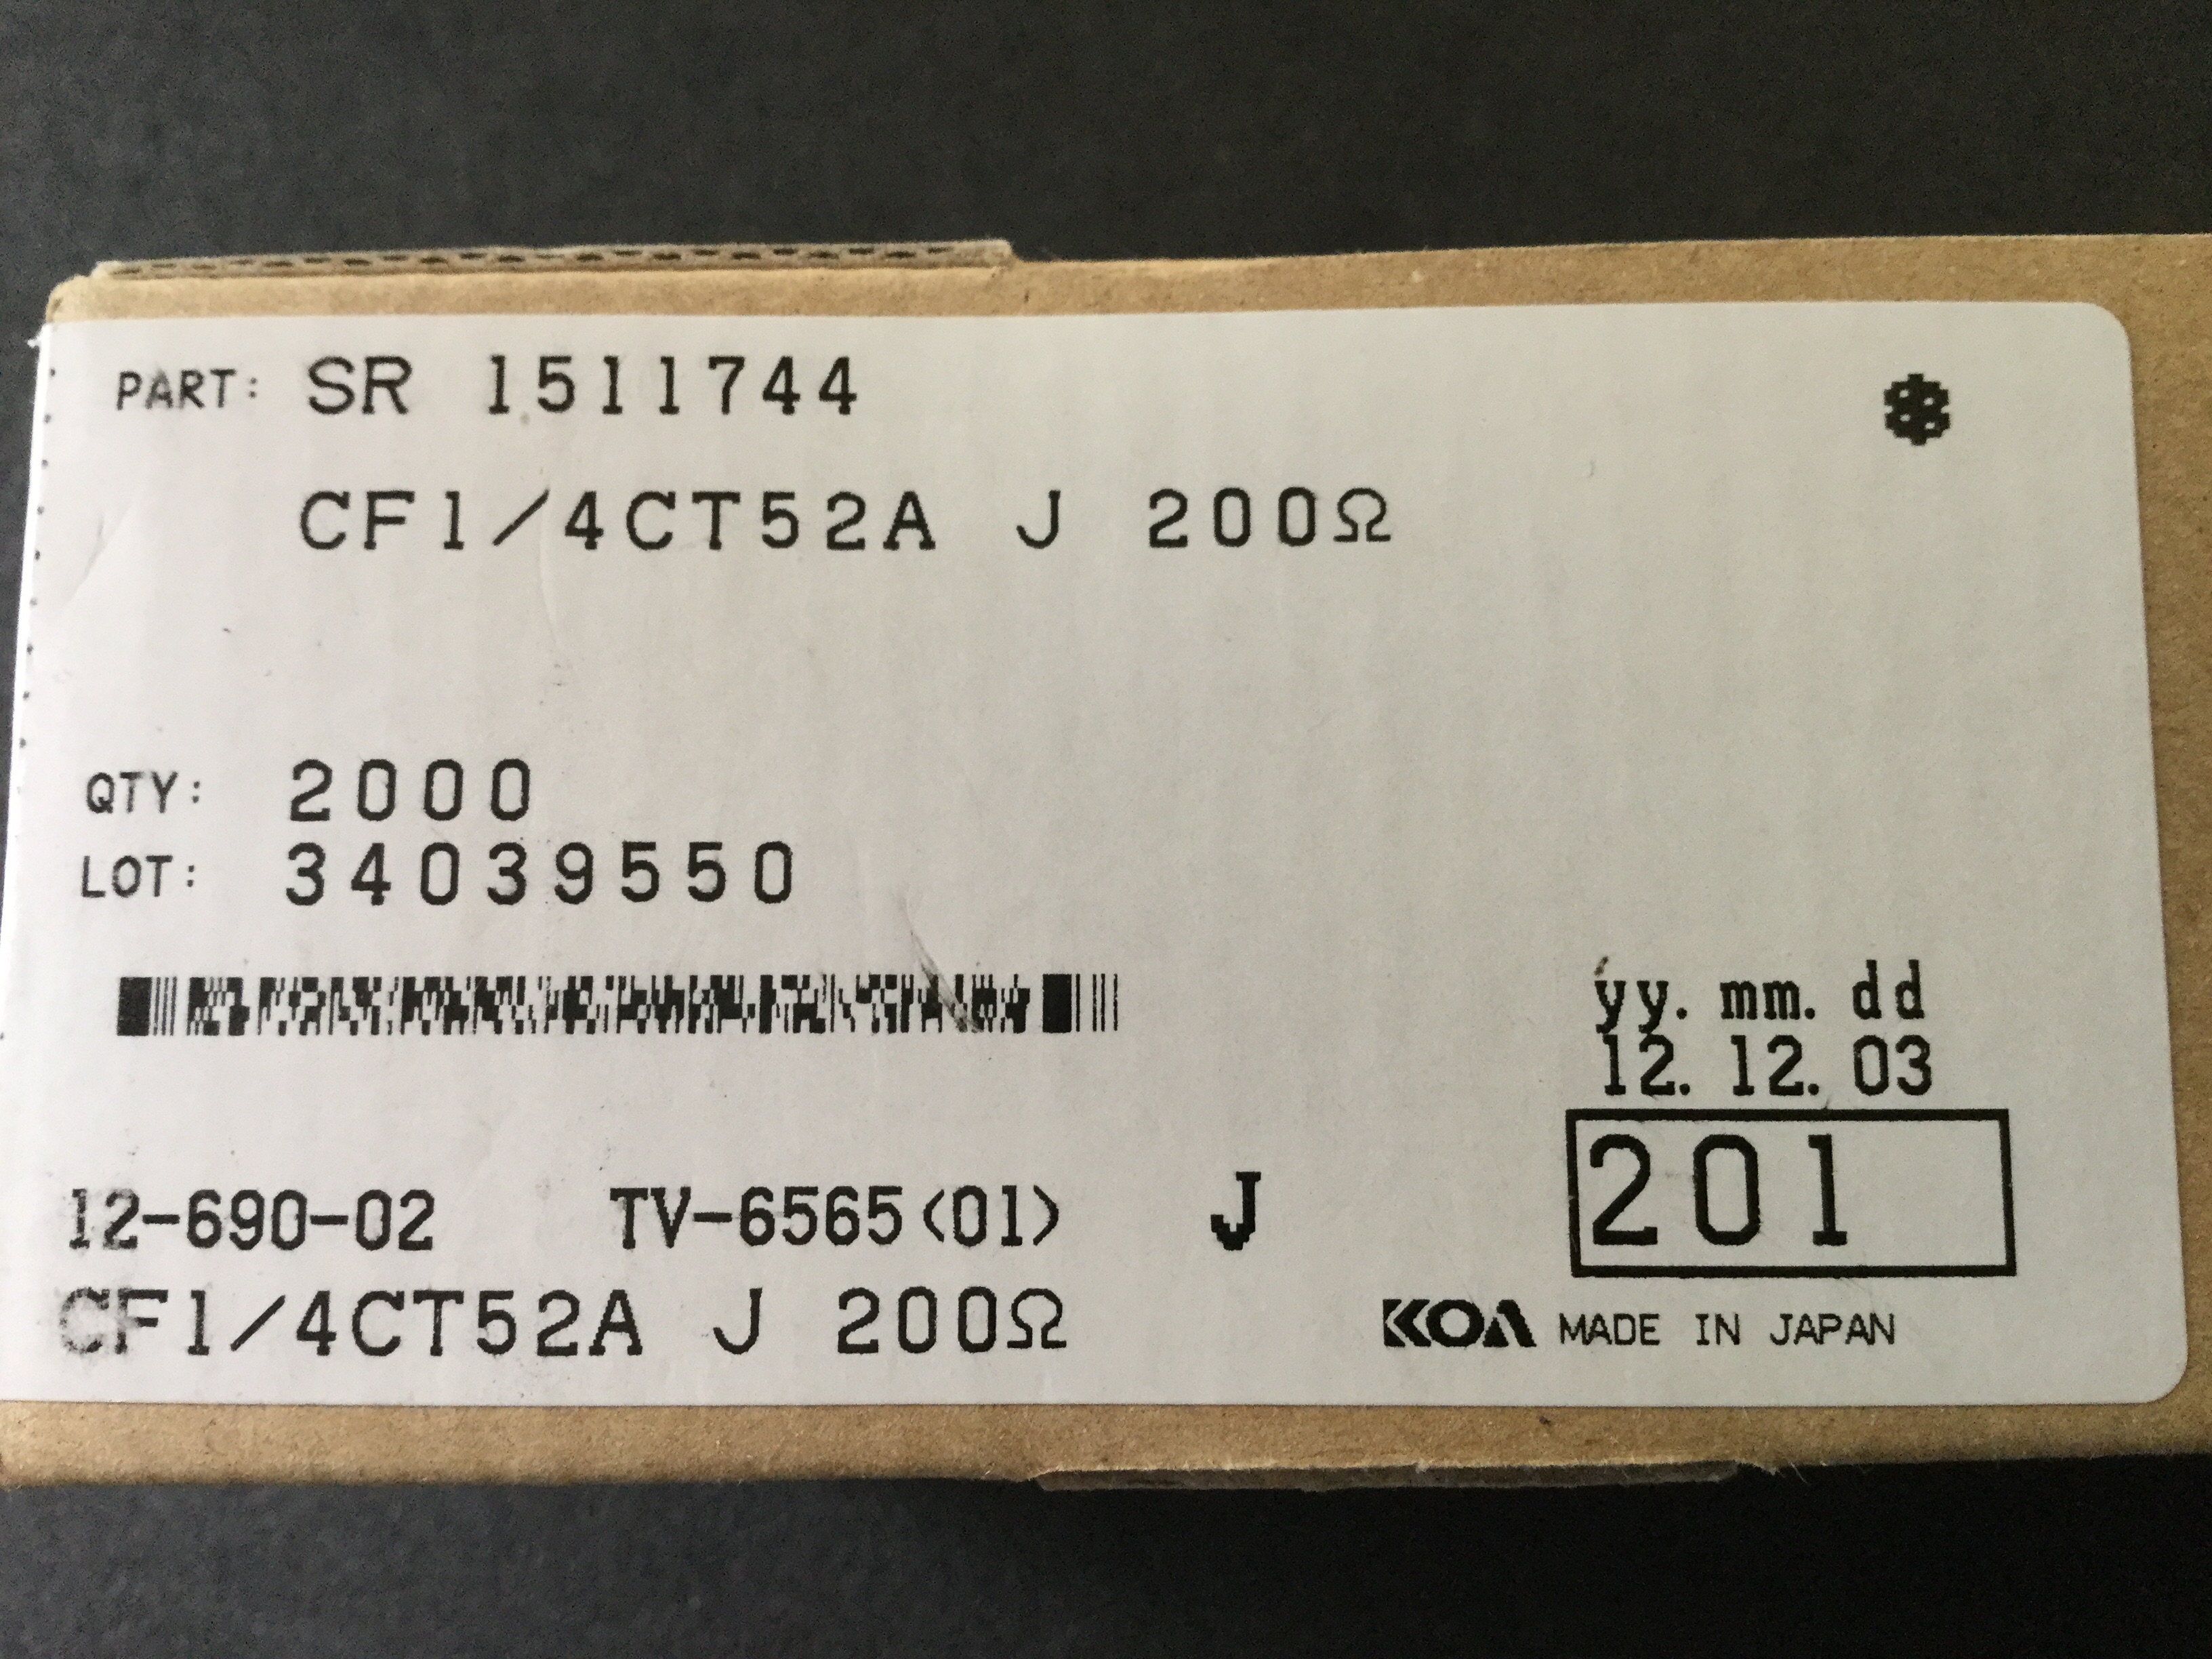 PART: SR 1511744
CF1/4CT52A J 200Ω
QTY: 2000
LOT: 34039550
yy. mm. dd
12. 12. 03
12-690-02 TV-6565<01> J 201
CF1/4CT52A J 200Ω
KOA MADE IN JAPAN